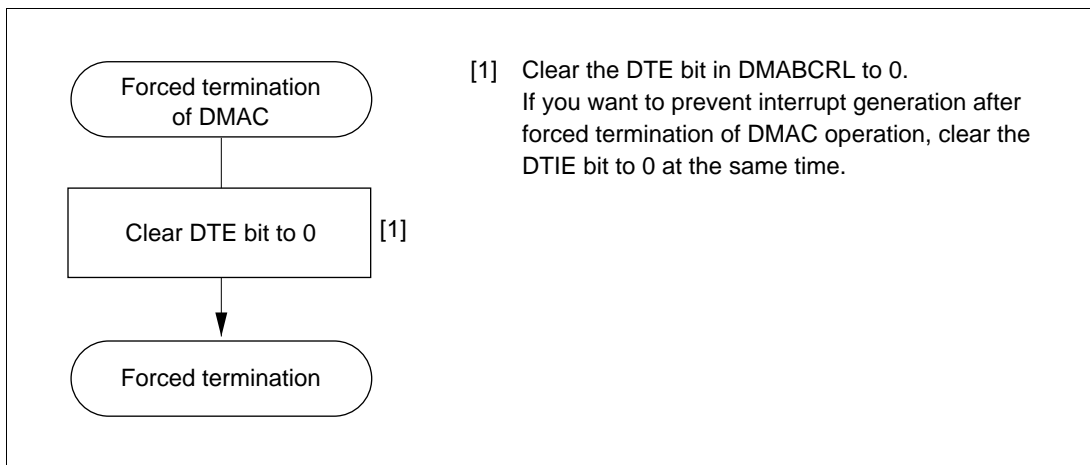 Forced termination
of DMAC
Clear DTE bit to 0
[1]
Forced termination
[1] Clear the DTE bit in DMABCRL to 0.
If you want to prevent interrupt generation after
forced termination of DMAC operation, clear the
DTIE bit to 0 at the same time.